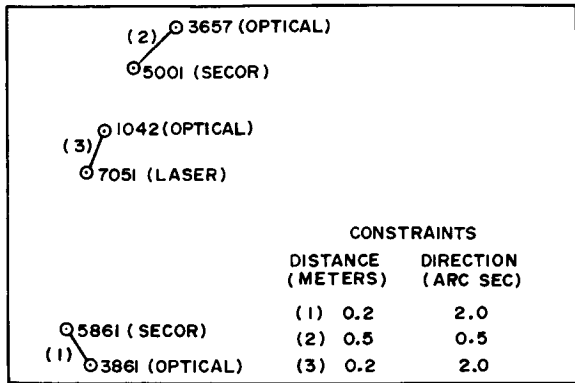 3657 (OPTICAL)
(2)
5001 (SECOR)
1042 (OPTICAL)
(3)
7051 (LASER)
CONSTRAINTS
DISTANCE DIRECTION
(METERS) (ARC SEC)
(1) 0.2 2.0
(2) 0.5 0.5
(3) 0.2 2.0
5861 (SECOR)
(1)
3861 (OPTICAL)